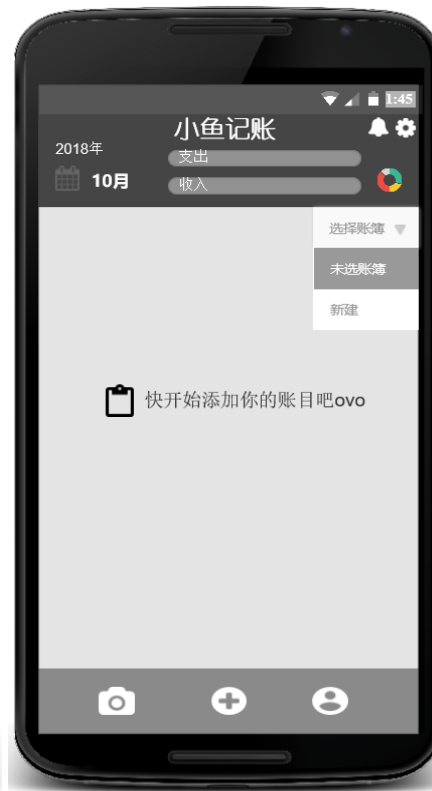 1:45
小鱼记账
2018年
支出
10月
收入
选择账簿
未选账簿
新建
快开始添加你的账目吧ovo